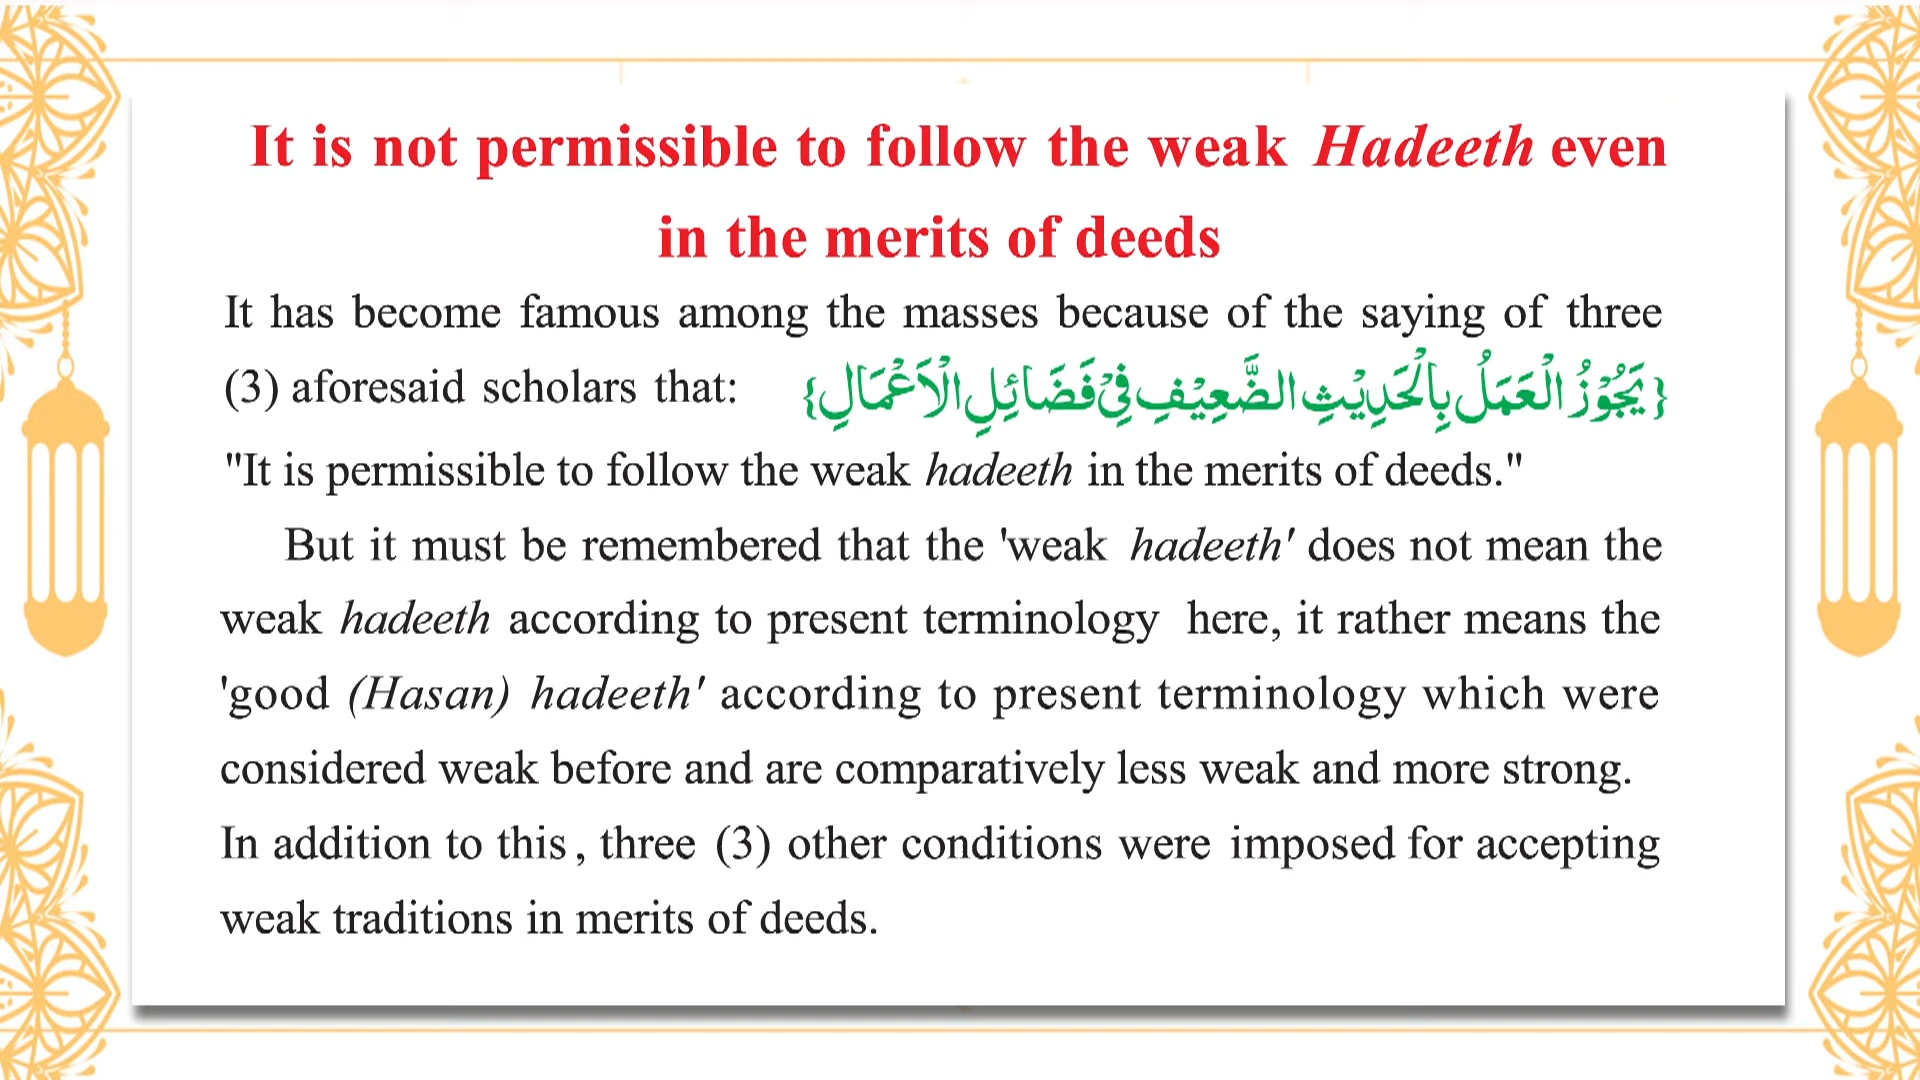 It is not permissible to follow the weak Hadeeth even
in the merits of deeds
It has become famous among the masses because of the saying of three
(3) aforesaid scholars that: {يَجُوْزُ الْعَمَلُ بِالْحَدِيْثِ الضَّعِيْفِ فِيْ فَضَائِلِ الْاَعْمَالِ}
"It is permissible to follow the weak hadeeth in the merits of deeds."
But it must be remembered that the 'weak hadeeth' does not mean the
weak hadeeth according to present terminology here, it rather means the
'good (Hasan) hadeeth' according to present terminology which were
considered weak before and are comparatively less weak and more strong.
In addition to this, three (3) other conditions were imposed for accepting
weak traditions in merits of deeds.